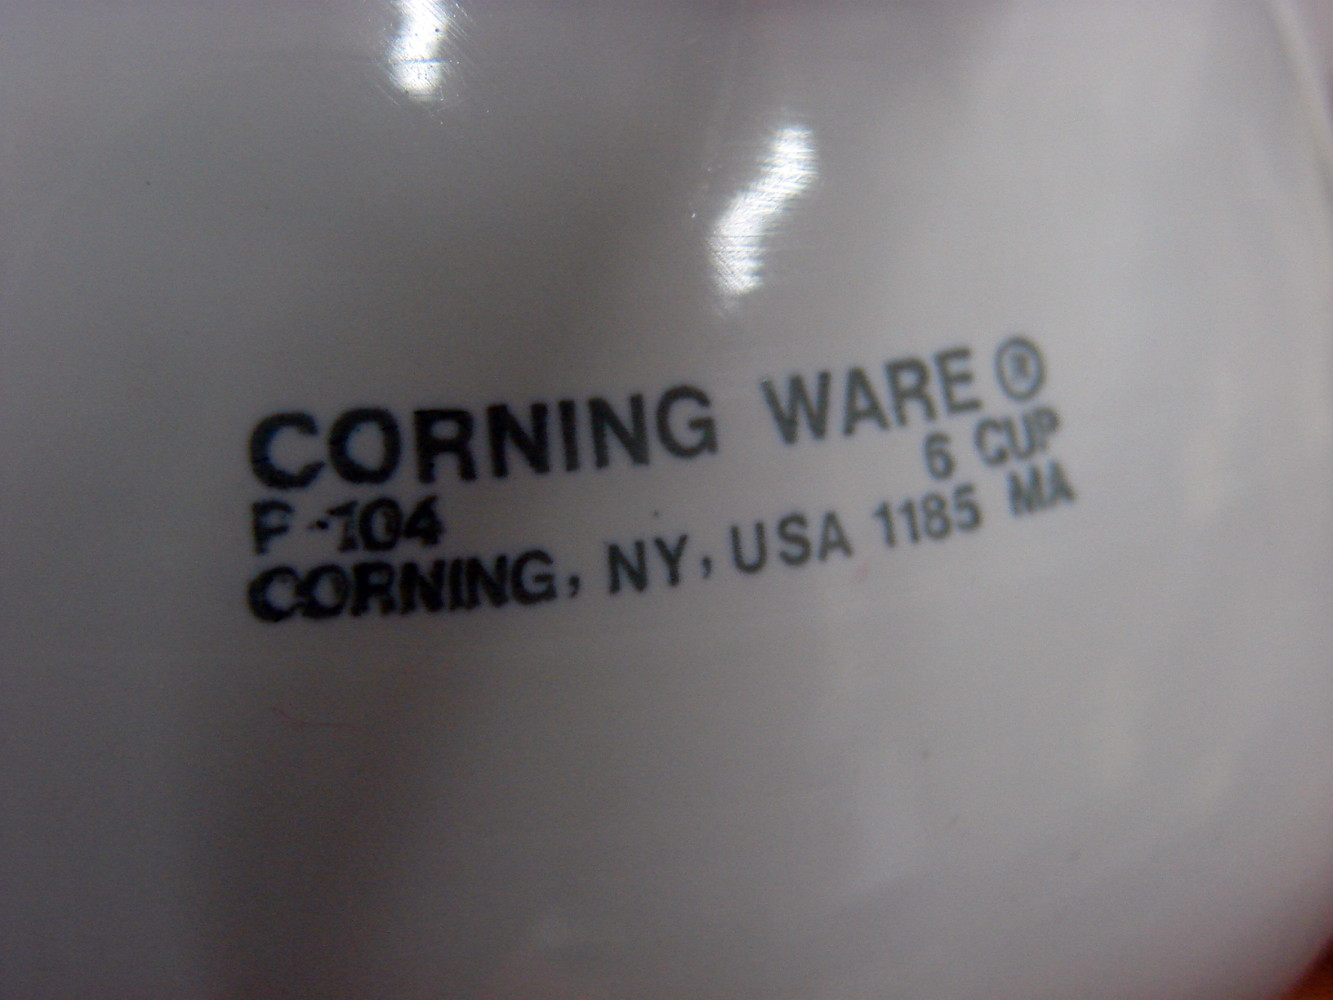 CORNING WARE ®
6 CUP
P-104
CORNING, NY, USA 1185 MA